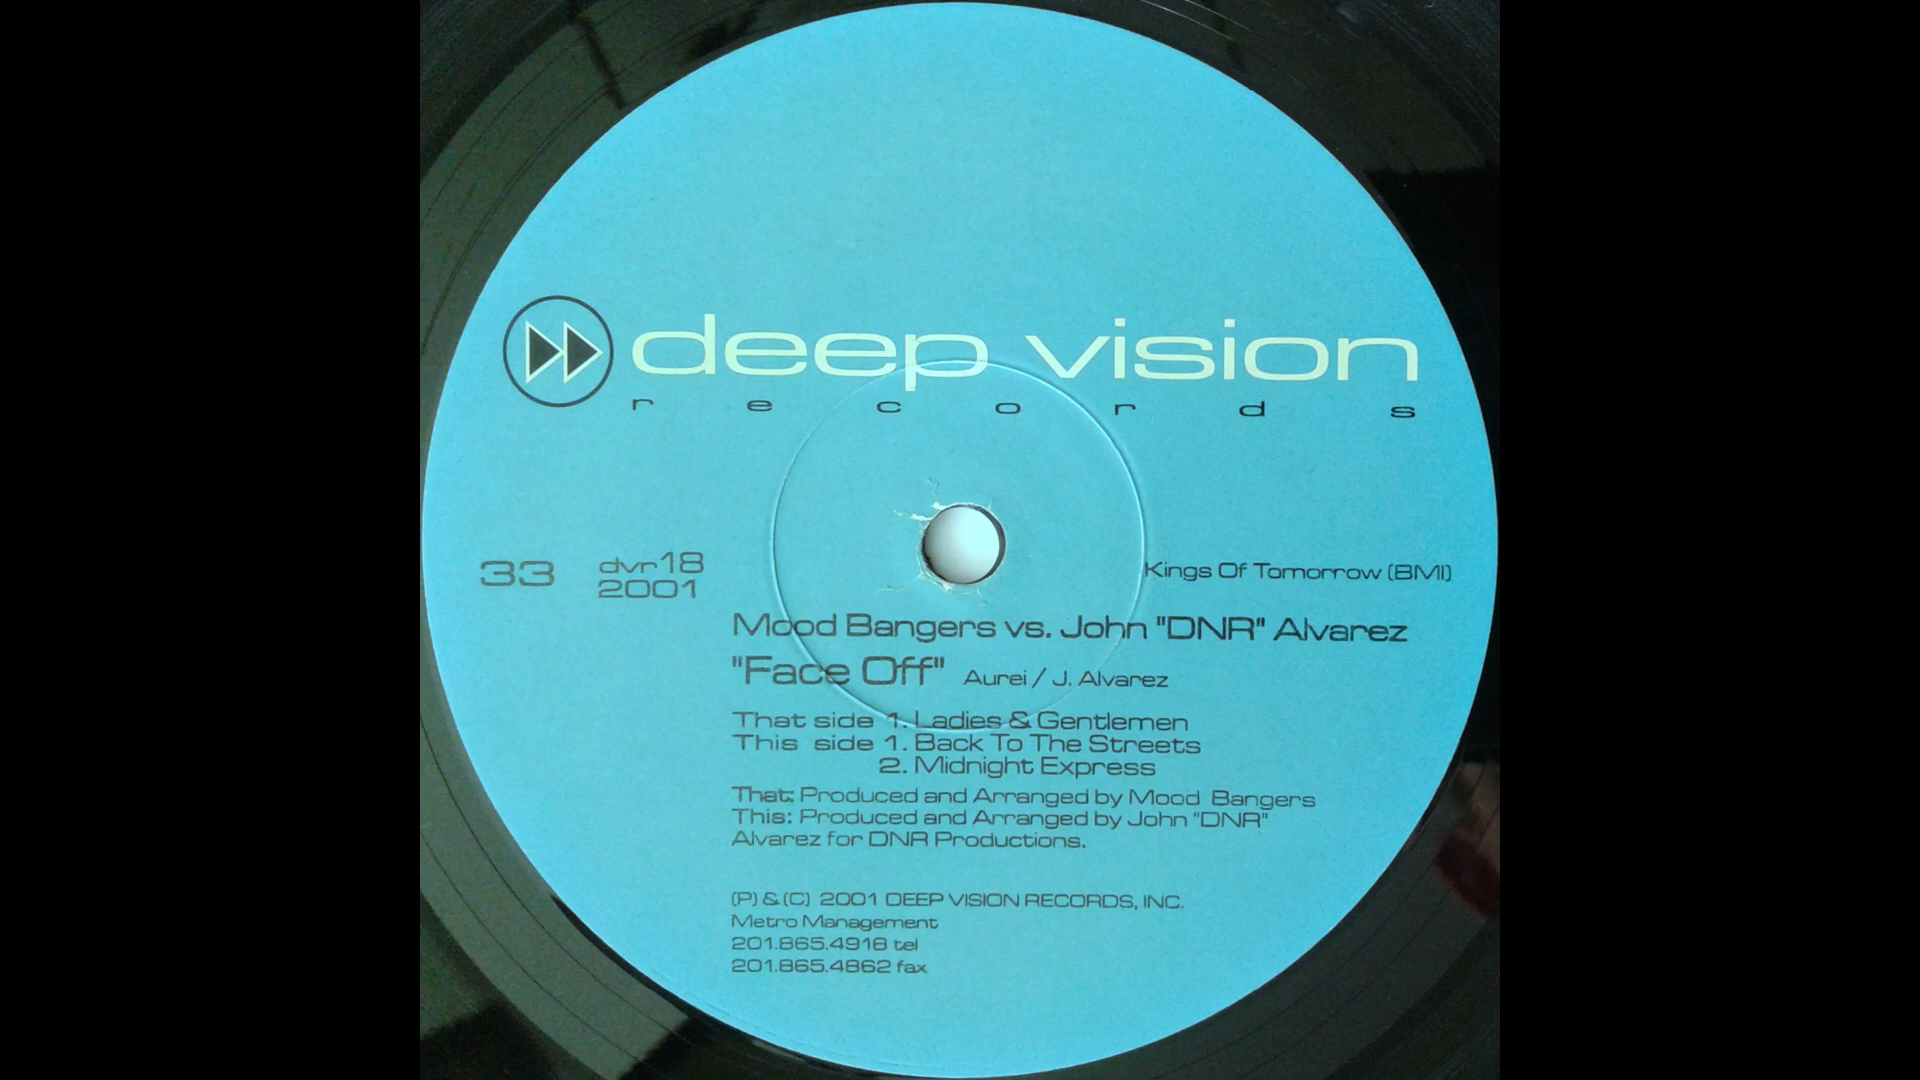 deep vision
records
33 dvr18 Kings Of Tomorrow (BMI)
2001
Mood Bangers vs. John "DNR" Alvarez
"Face Off" Aurei / J. Alvarez
That side 1. Ladies & Gentlemen
This side 1. Back To The Streets
2. Midnight Express
That: Produced and Arranged by Mood Bangers
This: Produced and Arranged by John "DNR"
Alvarez for DNR Productions.
(P) & (C) 2001 DEEP VISION RECORDS, INC.
Metro Management
201.865.4918 tel
201.865.4862 fax